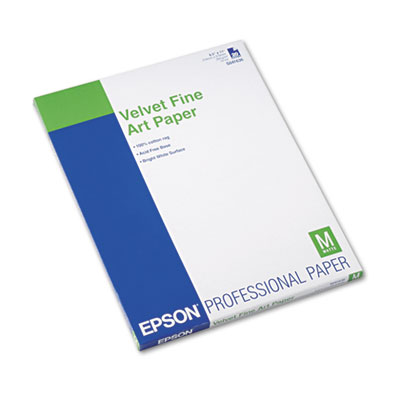 Velvet Fine
Art Paper
• 100% cotton rag
• Acid Free Base
• Bright White Surface
M
MATTE
EPSON PROFESSIONAL PAPER
EPSON Velvet Fine Art Paper M